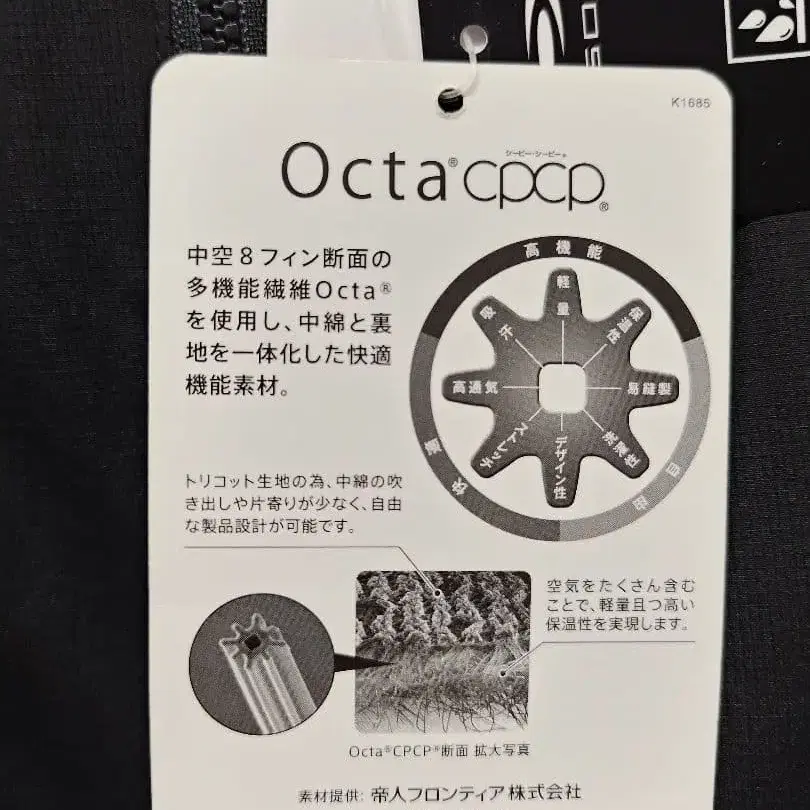 K1685
Octa® CPCP®
シーピー・シーピー®
中空8フィン断面の
多機能繊維Octa®
を使用し、中綿と裏
地を一体化した快適
機能素材。
高機能
軽量
保温性
易縫製
デザイン性
ストレッチ
高通気
吸汗
快適
自由
トリコット生地の為、中綿の吹
き出しや片寄りが少なく、自由
な製品設計が可能です。
空気をたくさん含む
ことで、軽量且つ高い
保温性を実現します。
Octa®CPCP®断面 拡大写真
素材提供: 帝人フロンティア株式会社